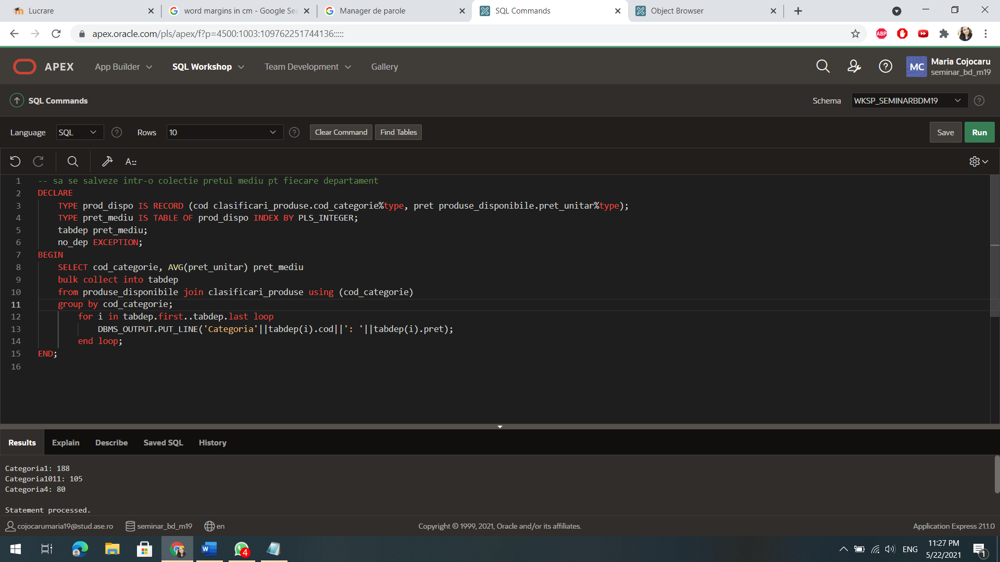 Lucrare
word margins in cm - Google Sea
Manager de parole
SQL Commands
Object Browser
apex.oracle.com/pls/apex/f?p=4500:1003:109762251744136:::::
ABP
APEX
App Builder
SQL Workshop
Team Development
Gallery
MC
Maria Cojocaru
seminar_bd_m19
SQL Commands
Schema
WKSP_SEMINARBDM19
Language
SQL
Rows
10
Clear Command
Find Tables
Save
Run
A::
1 -- sa se salveze intr-o colectie pretul mediu pt fiecare departament
2 DECLARE
3 TYPE prod_dispo IS RECORD (cod clasificari_produse.cod_categorie%type, pret produse_disponibile.pret_unitar%type);
4 TYPE pret_mediu IS TABLE OF prod_dispo INDEX BY PLS_INTEGER;
5 tabdep pret_mediu;
6 no_dep EXCEPTION;
7 BEGIN
8 SELECT cod_categorie, AVG(pret_unitar) pret_mediu
9 bulk collect into tabdep
10 from produse_disponibile join clasificari_produse using (cod_categorie)
11 group by cod_categorie;
12 for i in tabdep.first..tabdep.last loop
13 DBMS_OUTPUT.PUT_LINE('Categoria'||tabdep(i).cod||': '||tabdep(i).pret);
14 end loop;
15 END;
16
Results
Explain
Describe
Saved SQL
History
Categoria1: 188
Categoria1011: 105
Categoria4: 80
Statement processed.
cojocarumaria19@stud.ase.ro
seminar_bd_m19
en
Copyright © 1999, 2021, Oracle and/or its affiliates.
Application Express 21.1.0
W
4
ENG
11:27 PM
5/22/2021
1